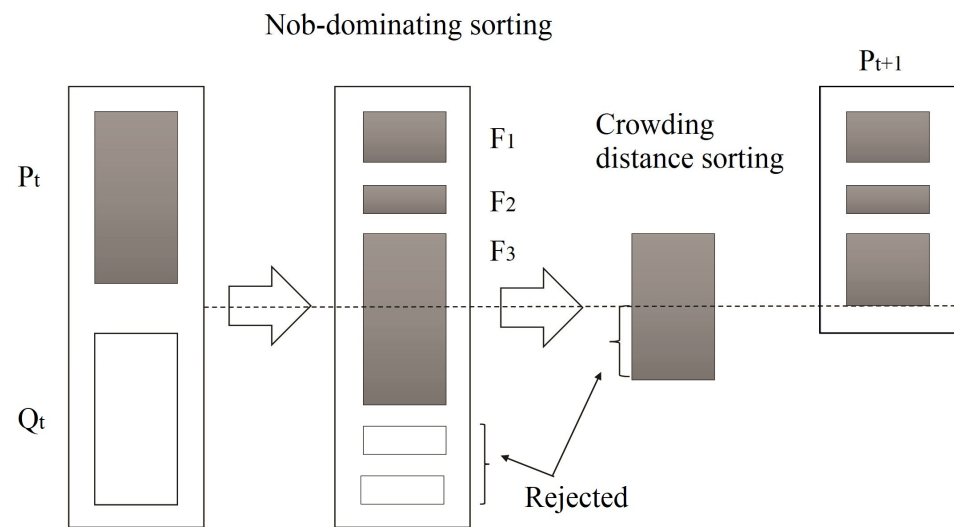 Nob-dominating sorting
Pt+1
Pt
F1
Crowding
distance sorting
F2
F3
Qt
Rejected